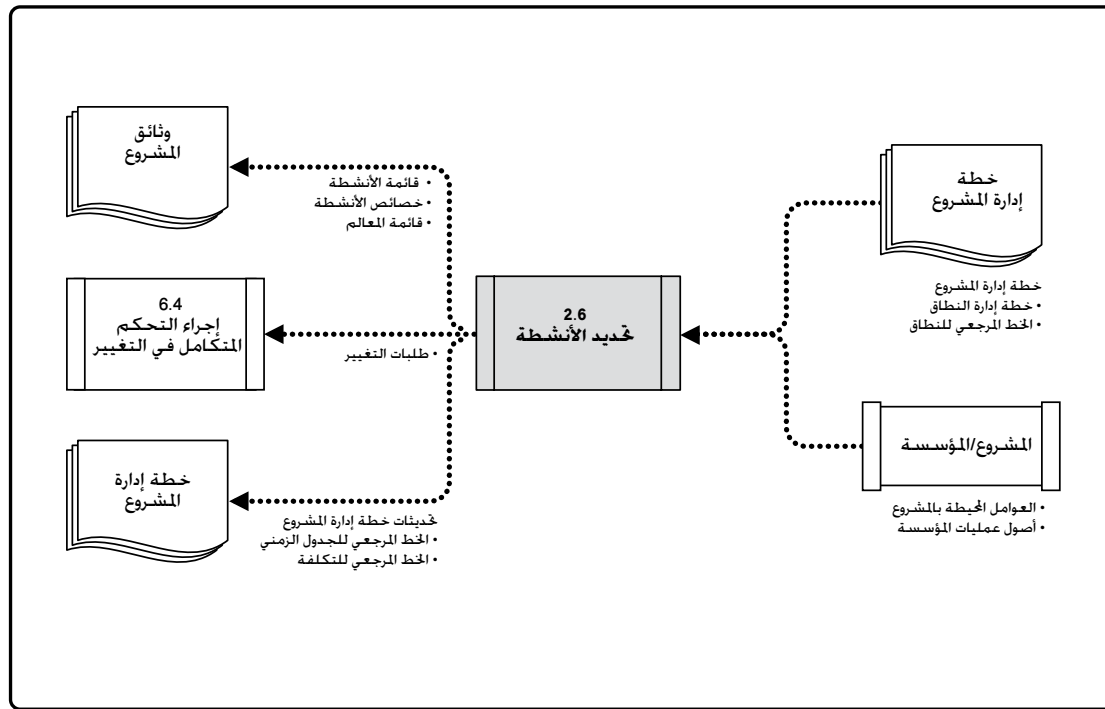 خطة
إدارة المشروع
خطة إدارة المشروع
• خطة إدارة النطاق
• الخط المرجعي للنطاق
المشروع/المؤسسة
• العوامل المحيطة بالمشروع
• أصول عمليات المؤسسة
2.6
تحديد الأنشطة
وثائق
المشروع
• قائمة الأنشطة
• خصائص الأنشطة
• قائمة المعالم
6.4
إجراء التحكم
المتكامل في التغيير
• طلبات التغيير
خطة إدارة
المشروع
تحديثات خطة إدارة المشروع
• الخط المرجعي للجدول الزمني
• الخط المرجعي للتكلفة